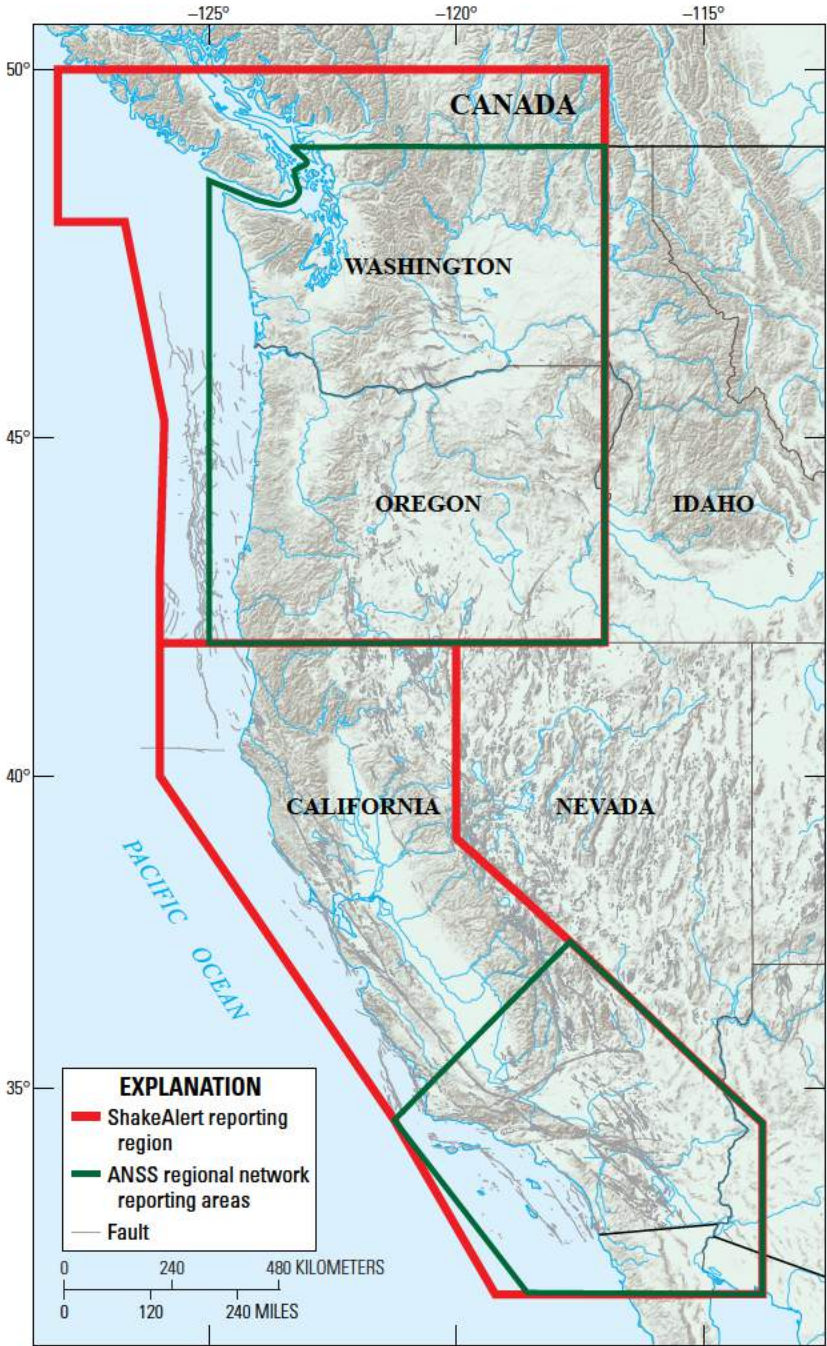 −125° −120° −115°
50°
CANADA
WASHINGTON
45°
OREGON
IDAHO
40°
CALIFORNIA
NEVADA
PACIFIC OCEAN
35°
EXPLANATION
ShakeAlert reporting
region
ANSS regional network
reporting areas
Fault
0 240 480 KILOMETERS
0 120 240 MILES